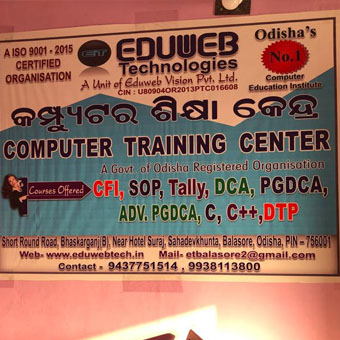 A ISO 9001 - 2015
CERTIFIED
ORGANISATION
EDUWEB
Technologies
A Unit of Eduweb Vision Pvt. Ltd.
CIN : U80904OR2013PTC016608
Odisha's
No.1
Computer
Education Institute
କମ୍ପ୍ୟୁଟର ଶିକ୍ଷା କେନ୍ଦ୍ର
COMPUTER TRAINING CENTER
A Govt. of Odisha Registered Organisation
Courses Offered
CFI, SOP, Tally, DCA, PGDCA,
ADV. PGDCA, C, C++, DTP
Short Round Road, Bhaskarganj(B), Near Hotel Suraj, Sahadevkhunta, Balasore, Odisha, PIN – 756001
Web- www.eduwebtech.in Mail- etbalasore2@gmail.com
Contact - 9437751514, 9938113800